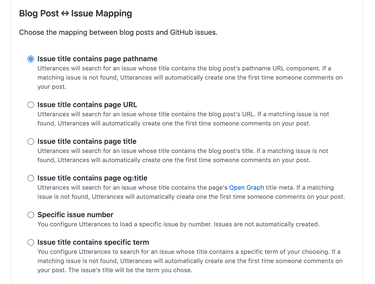 Blog Post ↔ Issue Mapping
Choose the mapping between blog posts and GitHub issues.
Issue title contains page pathname
Utterances will search for an issue whose title contains the blog post's pathname URL component. If a
matching issue is not found, Utterances will automatically create one the first time someone comments on your
post.
Issue title contains page URL
Utterances will search for an issue whose title contains the blog post's URL. If a matching issue is not
found, Utterances will automatically create one the first time someone comments on your post.
Issue title contains page title
Utterances will search for an issue whose title contains the blog post's title. If a matching issue is not
found, Utterances will automatically create one the first time someone comments on your post.
Issue title contains page og:title
Utterances will search for an issue whose title contains the page's Open Graph title meta. If a matching
issue is not found, Utterances will automatically create one the first time someone comments on your post.
Specific issue number
You configure Utterances to load a specific issue by number. Issues are not automatically created.
Issue title contains specific term
You configure Utterances to search for an issue whose title contains a specific term of your choosing. If a
matching issue is not found, Utterances will automatically create one the first time someone comments on
your post. The issue's title will be the term you chose.